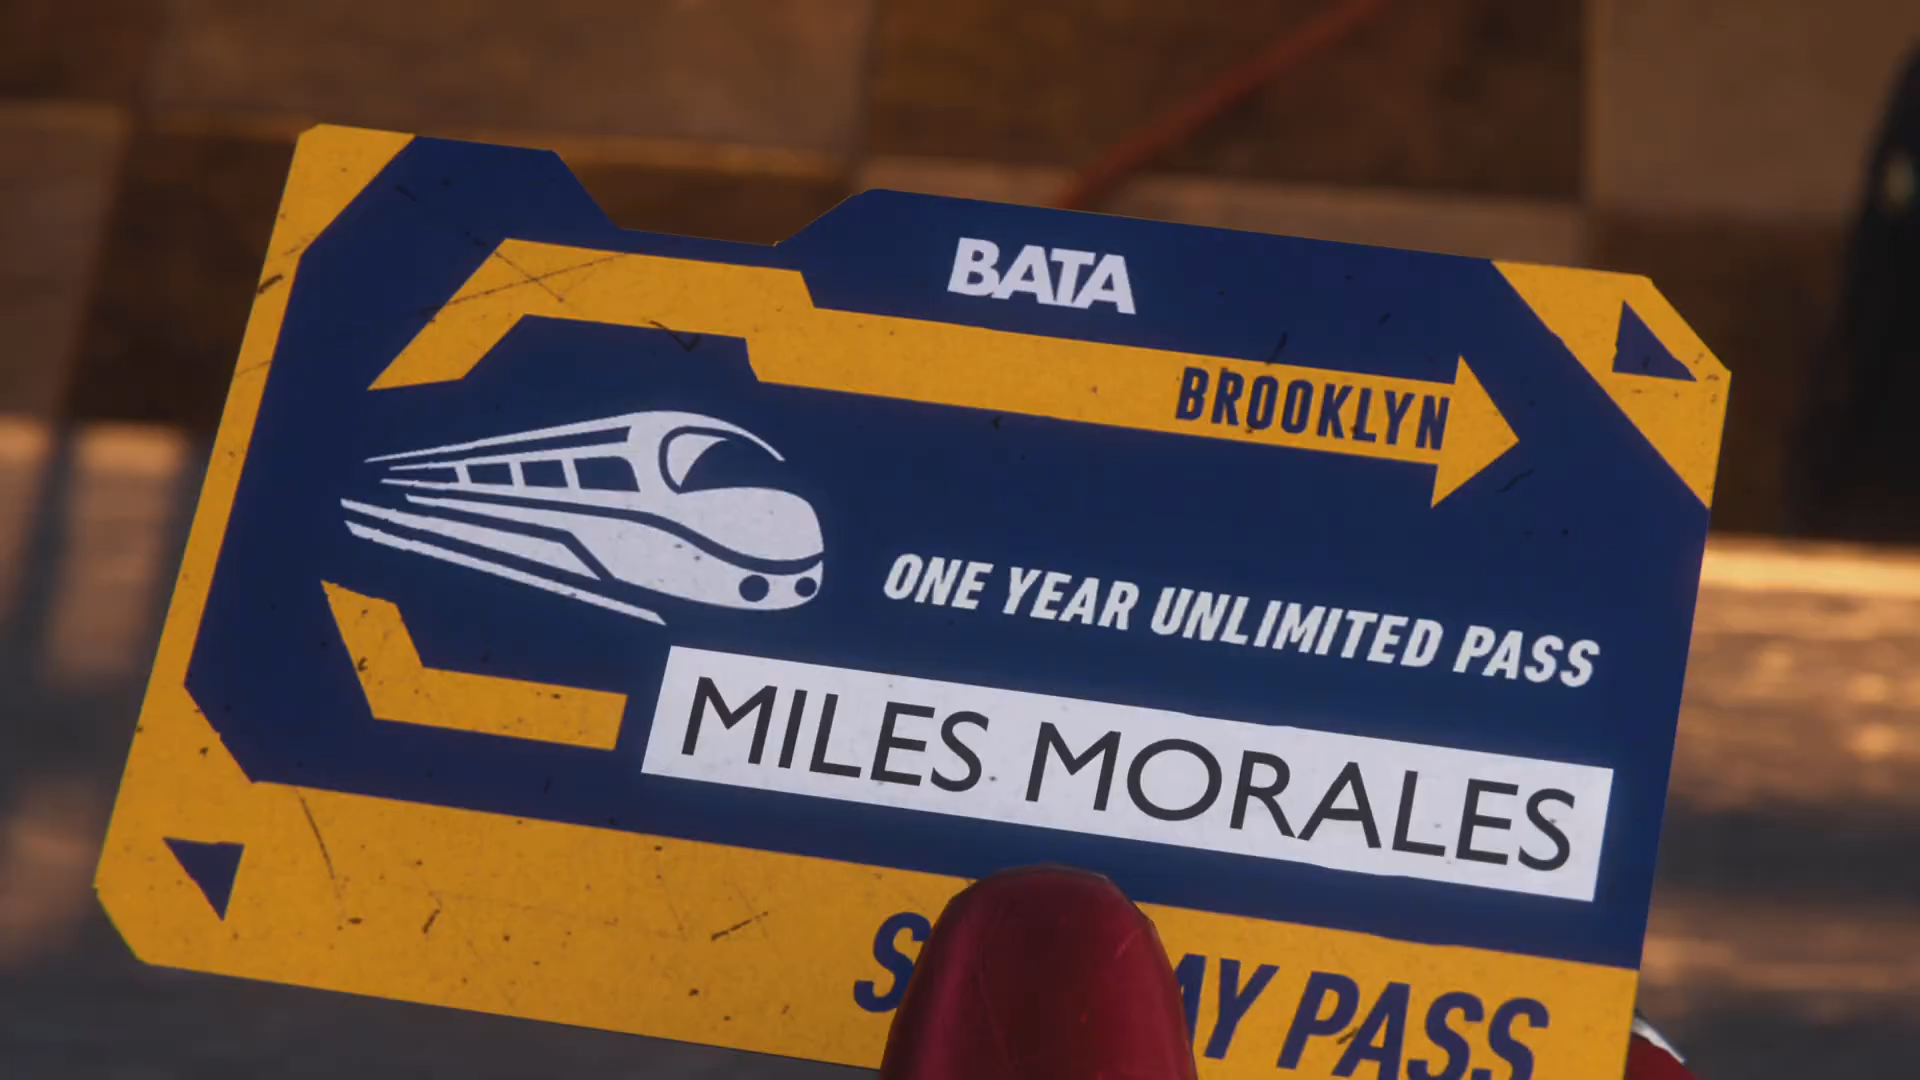 BATA
BROOKLYN
ONE YEAR UNLIMITED PASS
MILES MORALES
PASS